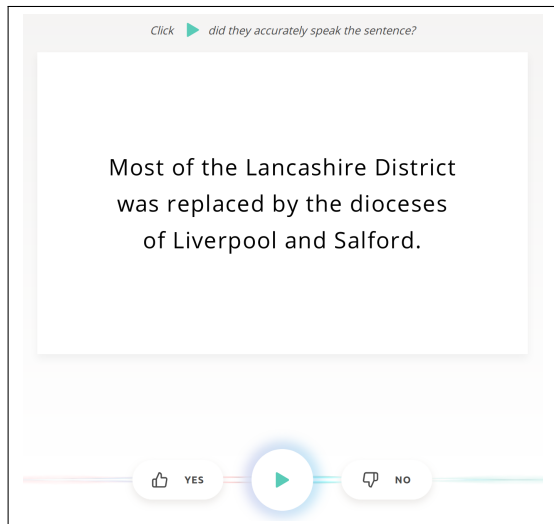 Click did they accurately speak the sentence?
Most of the Lancashire District
was replaced by the dioceses
of Liverpool and Salford.
YES NO